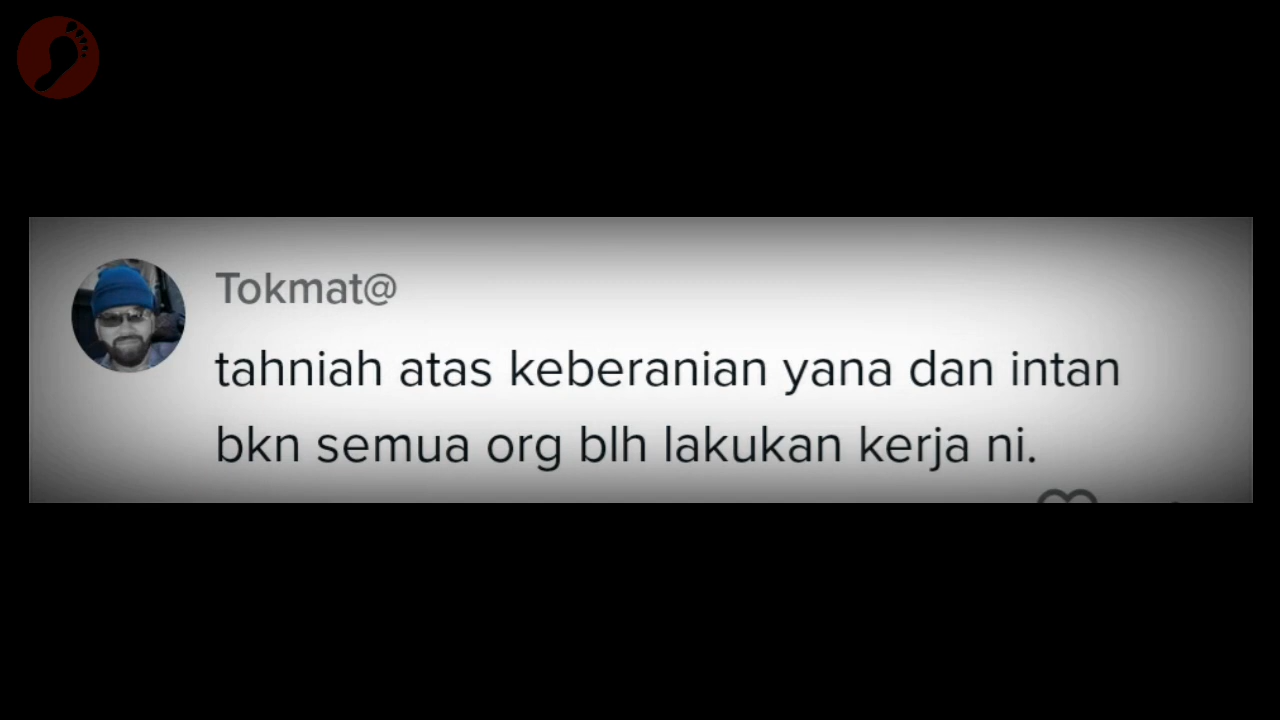 Tokmat@
tahniah atas keberanian yana dan intan
bkn semua org blh lakukan kerja ni.